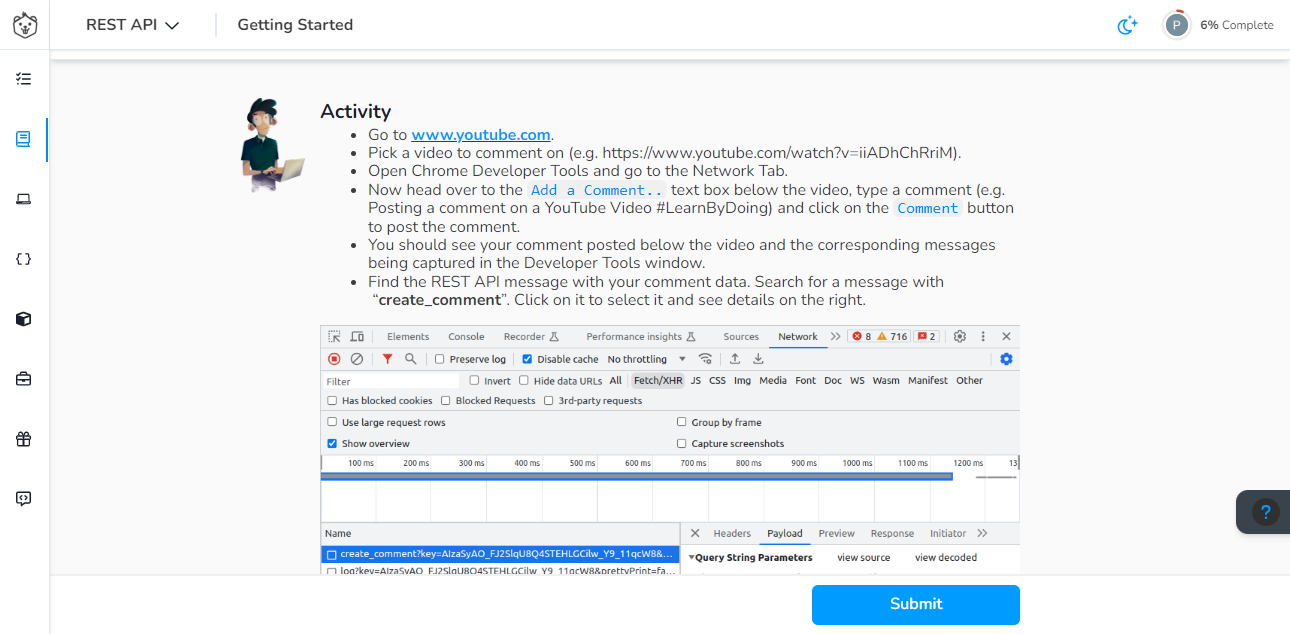 REST API
Getting Started
P
6% Complete
Activity
Go to www.youtube.com.
Pick a video to comment on (e.g. https://www.youtube.com/watch?v=iiADhChRriM).
Open Chrome Developer Tools and go to the Network Tab.
Now head over to the Add a Comment.. text box below the video, type a comment (e.g.
Posting a comment on a YouTube Video #LearnByDoing) and click on the Comment button
to post the comment.
You should see your comment posted below the video and the corresponding messages
being captured in the Developer Tools window.
Find the REST API message with your comment data. Search for a message with
“create_comment”. Click on it to select it and see details on the right.
Elements Console Recorder Performance insights Sources Network 8 716 2
Preserve log Disable cache No throttling
Filter Invert Hide data URLs All Fetch/XHR JS CSS Img Media Font Doc WS Wasm Manifest Other
Has blocked cookies Blocked Requests 3rd-party requests
Use large request rows Group by frame
Show overview Capture screenshots
100 ms 200 ms 300 ms 400 ms 500 ms 600 ms 700 ms 800 ms 900 ms 1000 ms 1100 ms 1200 ms 13
Name Headers Payload Preview Response Initiator
create_comment?key=AIzaSyAO_FJ2SlqU8Q4STEHLGCilw_Y9_11qcW8&...
Query String Parameters view source view decoded
log?key=AIzaSyAO_FJ2SlqU8Q4STEHLGCilw_Y9_11qcW8&prettyPrint=fa...
?
Submit